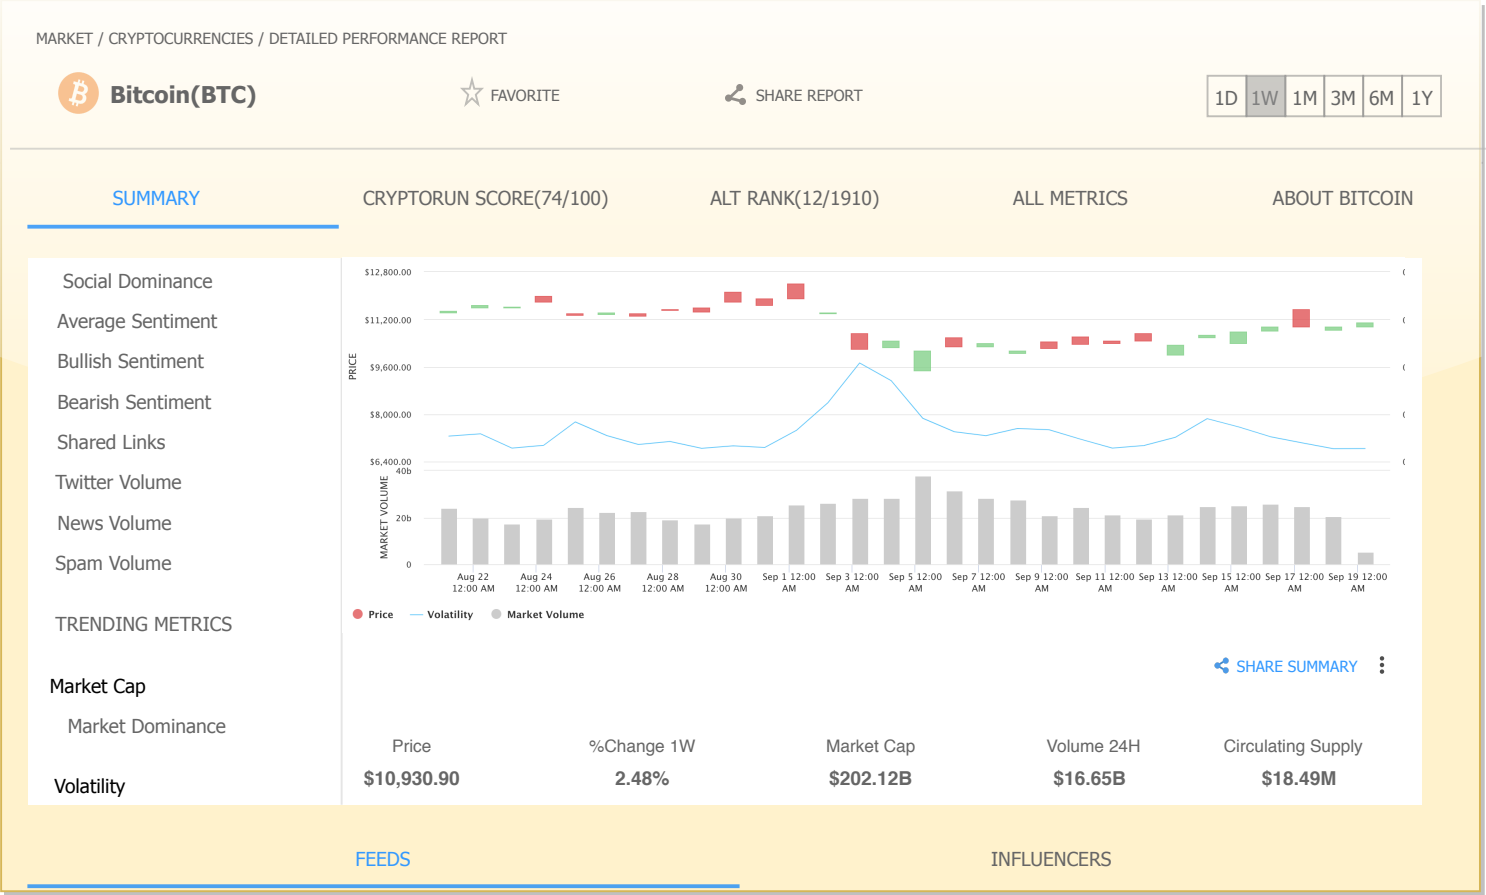 MARKET / CRYPTOCURRENCIES / DETAILED PERFORMANCE REPORT
Bitcoin(BTC)
FAVORITE
SHARE REPORT
1D 1W 1M 3M 6M 1Y
SUMMARY
CRYPTORUN SCORE(74/100)
ALT RANK(12/1910)
ALL METRICS
ABOUT BITCOIN
Social Dominance
Average Sentiment
Bullish Sentiment
Bearish Sentiment
Shared Links
Twitter Volume
News Volume
Spam Volume
TRENDING METRICS
Market Cap
Market Dominance
Volatility
PRICE
$12,800.00
$11,200.00
$9,600.00
$8,000.00
$6,400.00
MARKET VOLUME
40b
20b
0
Aug 22 12:00 AM
Aug 24 12:00 AM
Aug 26 12:00 AM
Aug 28 12:00 AM
Aug 30 12:00 AM
Sep 1 12:00 AM
Sep 3 12:00 AM
Sep 5 12:00 AM
Sep 7 12:00 AM
Sep 9 12:00 AM
Sep 11 12:00 AM
Sep 13 12:00 AM
Sep 15 12:00 AM
Sep 17 12:00 AM
Sep 19 12:00 AM
Price
Volatility
Market Volume
SHARE SUMMARY
Price
$10,930.90
%Change 1W
2.48%
Market Cap
$202.12B
Volume 24H
$16.65B
Circulating Supply
$18.49M
FEEDS
INFLUENCERS